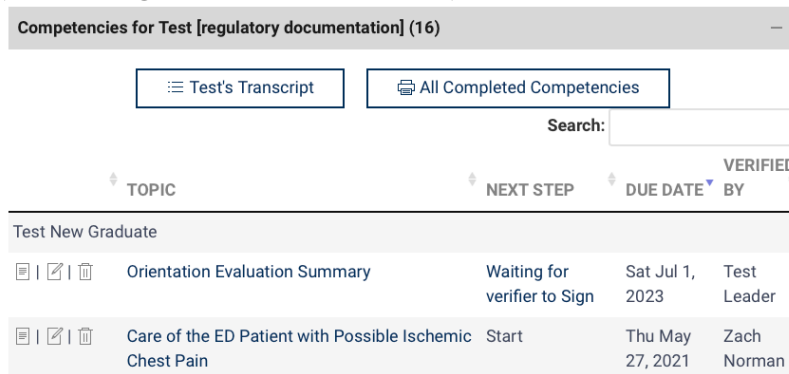 Competencies for Test [regulatory documentation] (16)
Test's Transcript
All Completed Competencies
Search:
TOPIC
NEXT STEP
DUE DATE
VERIFIED
BY
Test New Graduate
Orientation Evaluation Summary
Waiting for
verifier to Sign
Sat Jul 1,
2023
Test
Leader
Care of the ED Patient with Possible Ischemic
Chest Pain
Start
Thu May
27, 2021
Zach
Norman